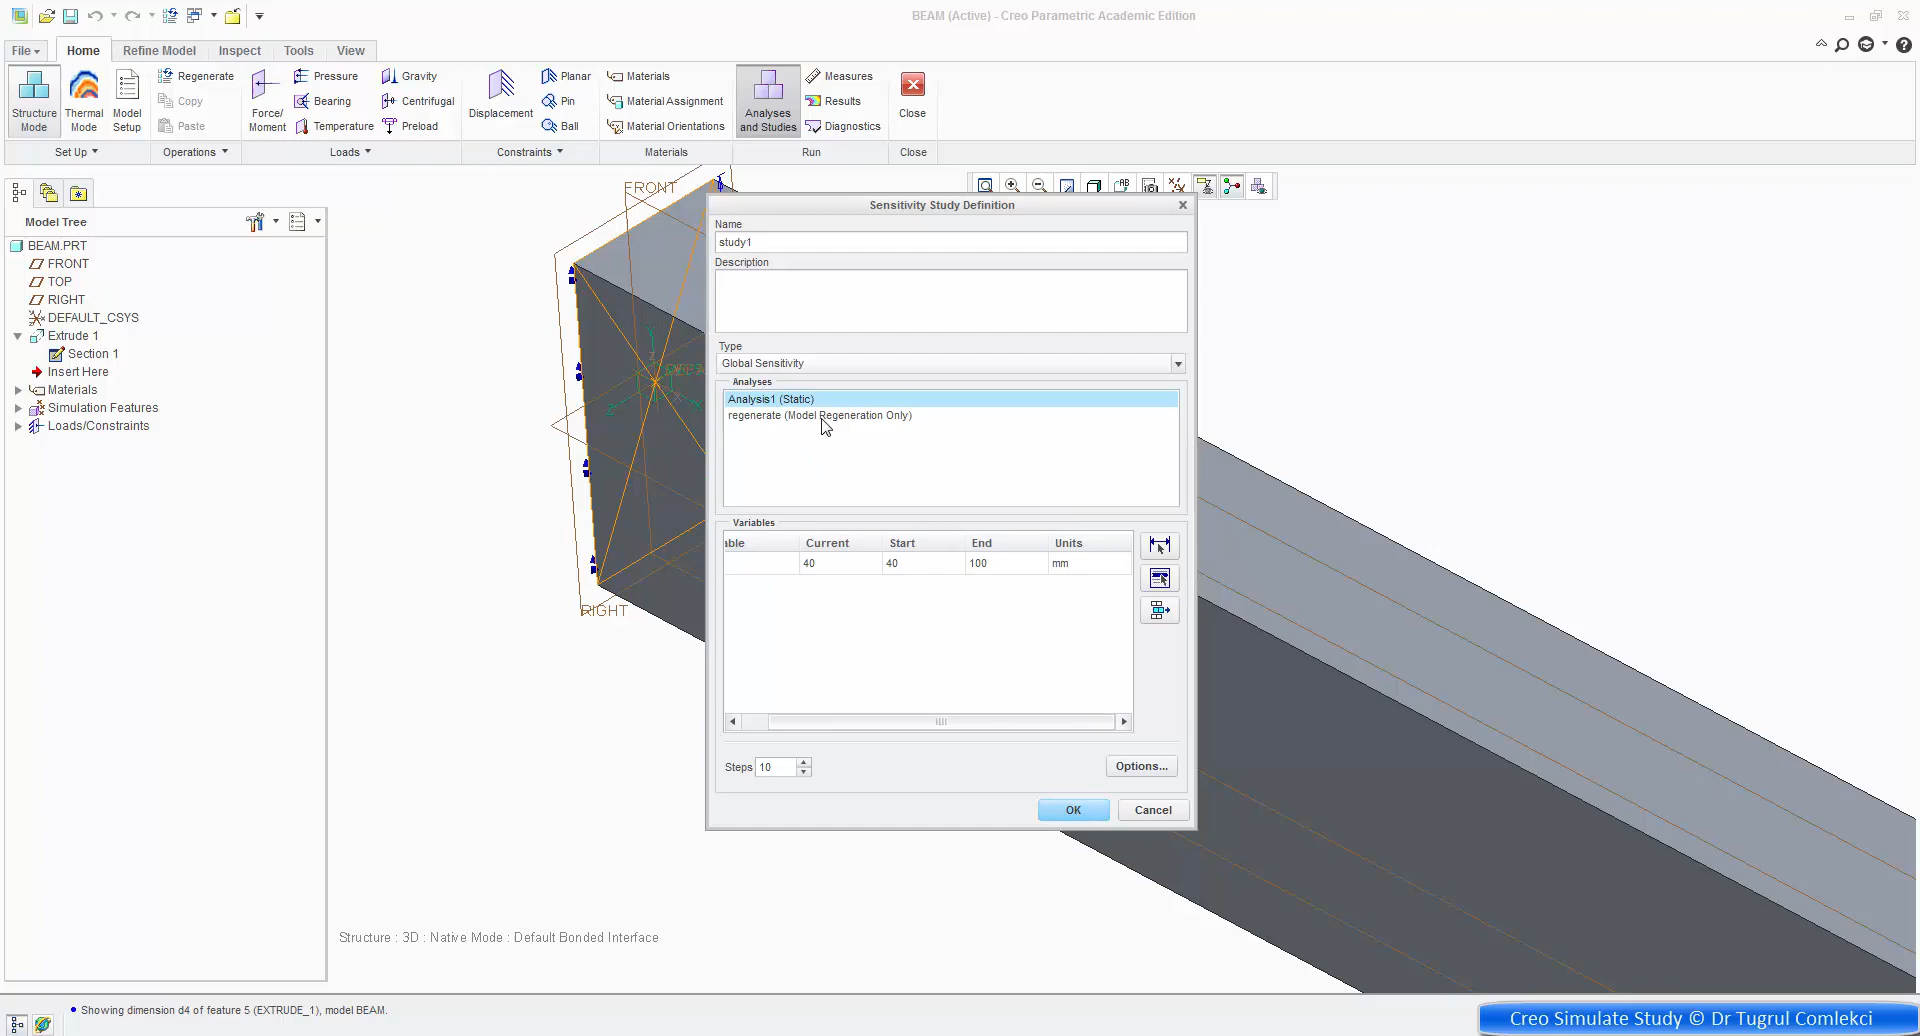 BEAM (Active) - Creo Parametric Academic Edition
File Home Refine Model Inspect Tools View
Structure Mode
Thermal Mode
Model Setup
Regenerate
Copy
Paste
Force/ Moment
Pressure
Bearing
Temperature
Gravity
Centrifugal
Preload
Displacement
Planar
Pin
Ball
Materials
Material Assignment
Material Orientations
Analyses and Studies
Measures
Results
Diagnostics
Close
Set Up Operations Loads Constraints Materials Run Close
Model Tree
BEAM.PRT
FRONT
TOP
RIGHT
DEFAULT_CSYS
Extrude 1
Section 1
Insert Here
Materials
Simulation Features
Loads/Constraints
FRONT
Y
Z
Z
RIGHT
Sensitivity Study Definition
Name
study1
Description
Type
Global Sensitivity
Analyses
Analysis1 (Static)
regenerate (Model Regeneration Only)
Variables
Current Start End Units
40 40 100 mm
Steps 10
Options...
OK Cancel
Structure : 3D : Native Mode : Default Bonded Interface
Showing dimension d4 of feature 5 (EXTRUDE_1), model BEAM.
Creo Simulate Study © Dr Tugrul Comlekci